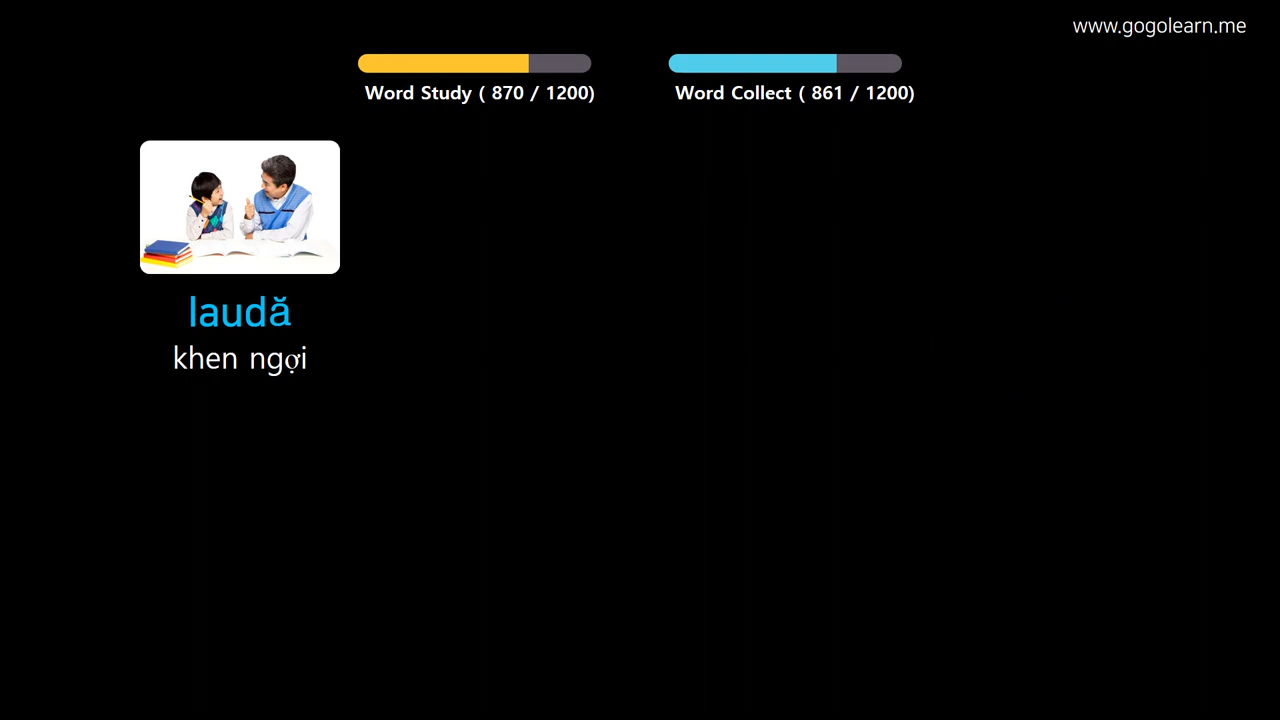 www.gogolearn.me
Word Study ( 870 / 1200)
Word Collect ( 861 / 1200)
laudă
khen ngợi